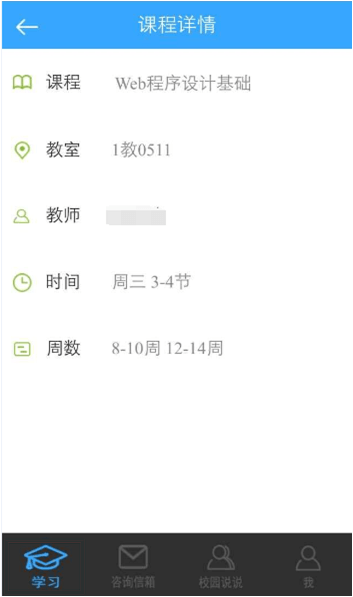 课程详情
课程 Web程序设计基础
教室 1教0511
教师
时间 周三 3-4节
周数 8-10周 12-14周
学习 咨询信箱 校园说说 我